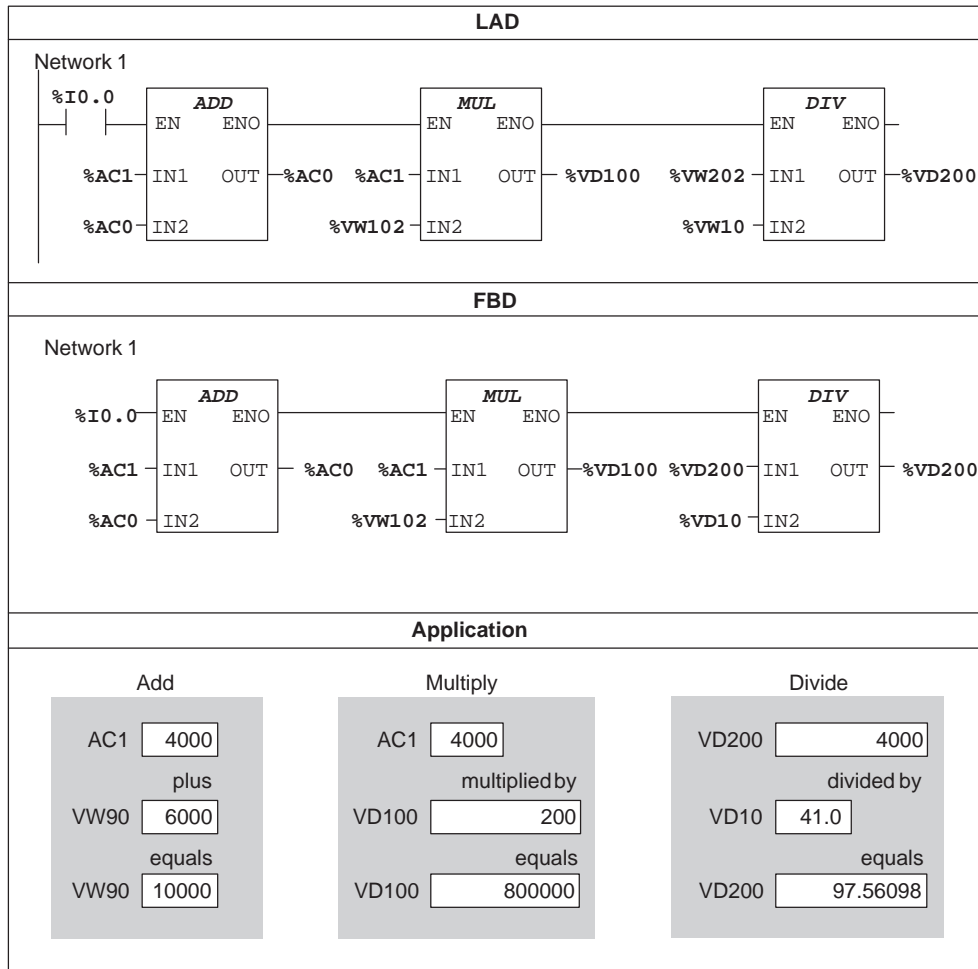 LAD
Network 1
%I0.0
ADD MUL DIV
EN ENO EN ENO EN ENO
%AC1 IN1 OUT %AC0 %AC1 IN1 OUT %VD100 %VW202 IN1 OUT %VD200
%AC0 IN2 %VW102 IN2 %VW10 IN2
FBD
Network 1
ADD MUL DIV
%I0.0 EN ENO EN ENO EN ENO
%AC1 IN1 OUT %AC0 %AC1 IN1 OUT %VD100 %VD200 IN1 OUT %VD200
%AC0 IN2 %VW102 IN2 %VD10 IN2
Application
Add Multiply Divide
AC1 4000 AC1 4000 VD200 4000
plus multiplied by divided by
VW90 6000 VD100 200 VD10 41.0
equals equals equals
VW90 10000 VD100 800000 VD200 97.56098